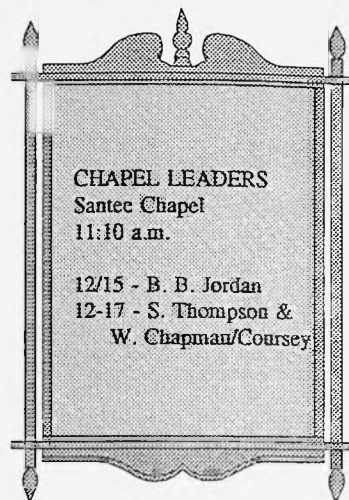 CHAPEL LEADERS
Santee Chapel
11:10 a.m.
12/15 - B. B. Jordan
12-17 - S. Thompson &
W. Chapman/Coursey